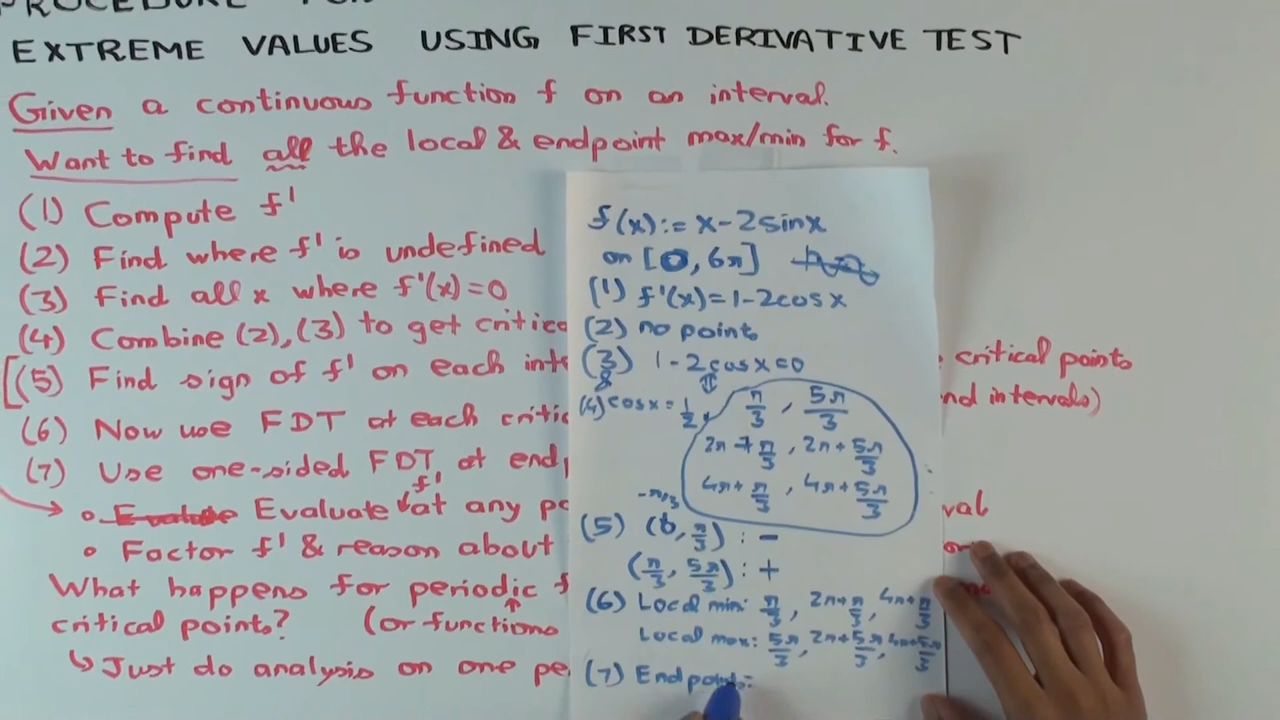 PROCEDURE FOR
EXTREME VALUES USING FIRST DERIVATIVE TEST
Given a continuous function f on an interval.
Want to find all the local & endpoint max/min for f.
(1) Compute f'
(2) Find where f' is undefined
(3) Find all x where f'(x)=0
(4) Combine (2), (3) to get critica
[(5) Find sign of f' on each inte
critical points
nd intervals)
(6) Now use FDT at each critic
(7) Use one-sided FDT, at endp
f'
Evaluate at any po
val
Factor f' & reason about
What happens for periodic f
critical points? (or functions
↳ Just do analysis on one pe
f(x):= x-2sinx
on [0,6π]
(1) f'(x)=1-2cosx
(2) no points
(3) 1-2cosx=0
&
(4) cosx=1/2, π/3, 5π/3
2π+π/3, 2π+5π/3
4π+π/3, 4π+5π/3
-π/3
(5) (0, π/3): -
(π/3, 5π/3): +
(6) Local min: π/3, 2π+π/3, 4π+π/3
Local max: 5π/3, 2π+5π/3, 4π+5π/3
(7) Endpoints: